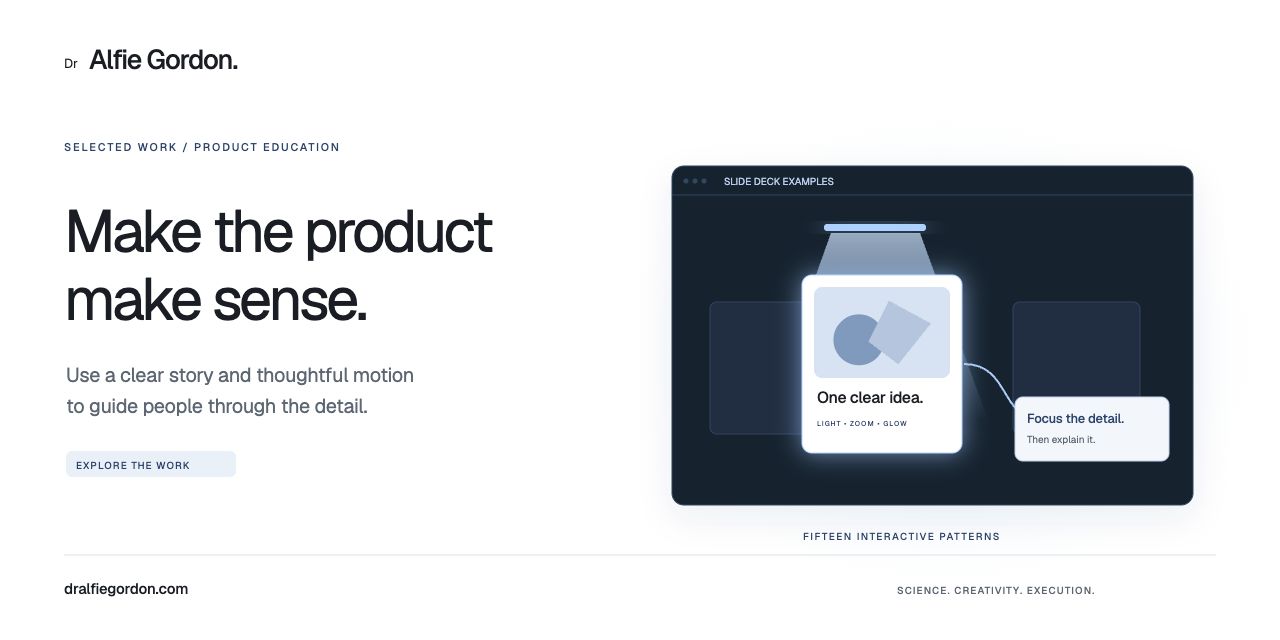 Dr Alfie Gordon.
SELECTED WORK / PRODUCT EDUCATION
Make the product
make sense.
Use a clear story and thoughtful motion
to guide people through the detail.
EXPLORE THE WORK
SLIDE DECK EXAMPLES
One clear idea.
LIGHT • ZOOM • GLOW
Focus the detail.
Then explain it.
FIFTEEN INTERACTIVE PATTERNS
dralfiegordon.com
SCIENCE. CREATIVITY. EXECUTION.